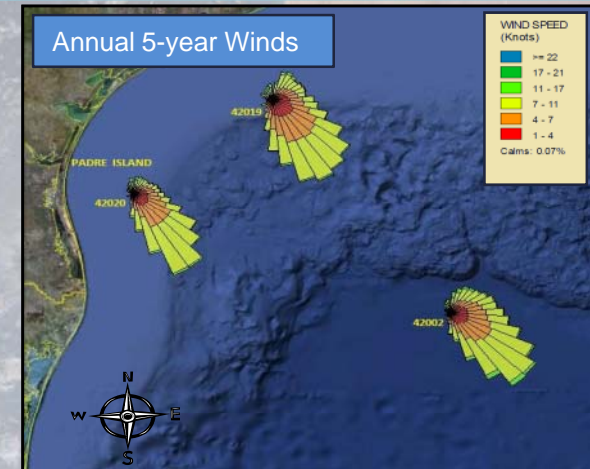 Annual 5-year Winds
WIND SPEED
(Knots)
>= 22
17 - 21
11 - 17
7 - 11
4 - 7
1 - 4
Calms: 0.07%
42019
PADRE ISLAND
42020
42002
N
W E
S